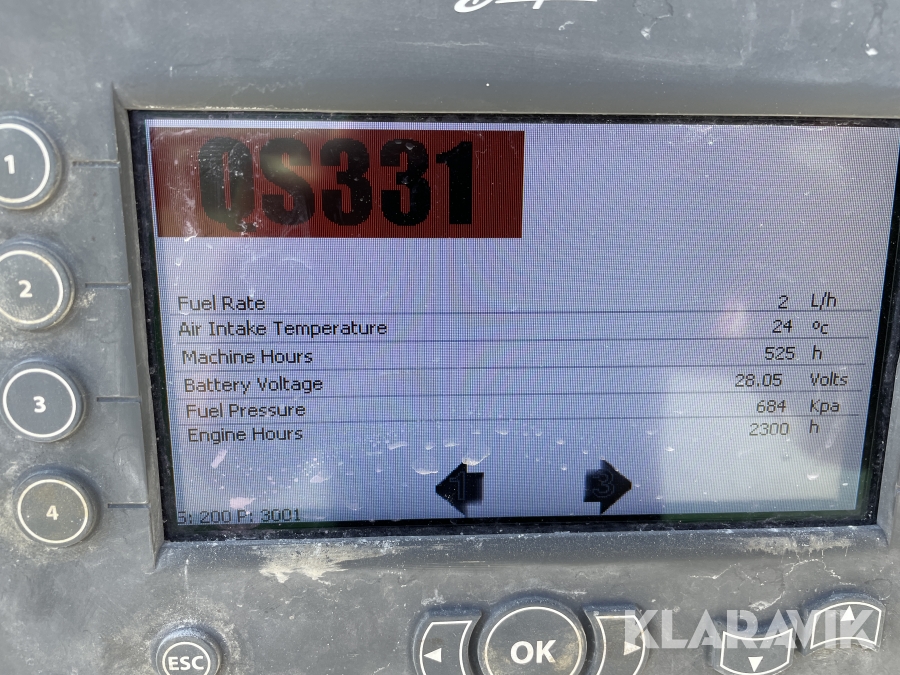 QS331
1
2
3
4
Fuel Rate 2 L/h
Air Intake Temperature 24 ºc
Machine Hours 525 h
Battery Voltage 28.05 Volts
Fuel Pressure 684 Kpa
Engine Hours 2300 h
1 3
S: 200 P: 3001
ESC
OK
KLARAVIK